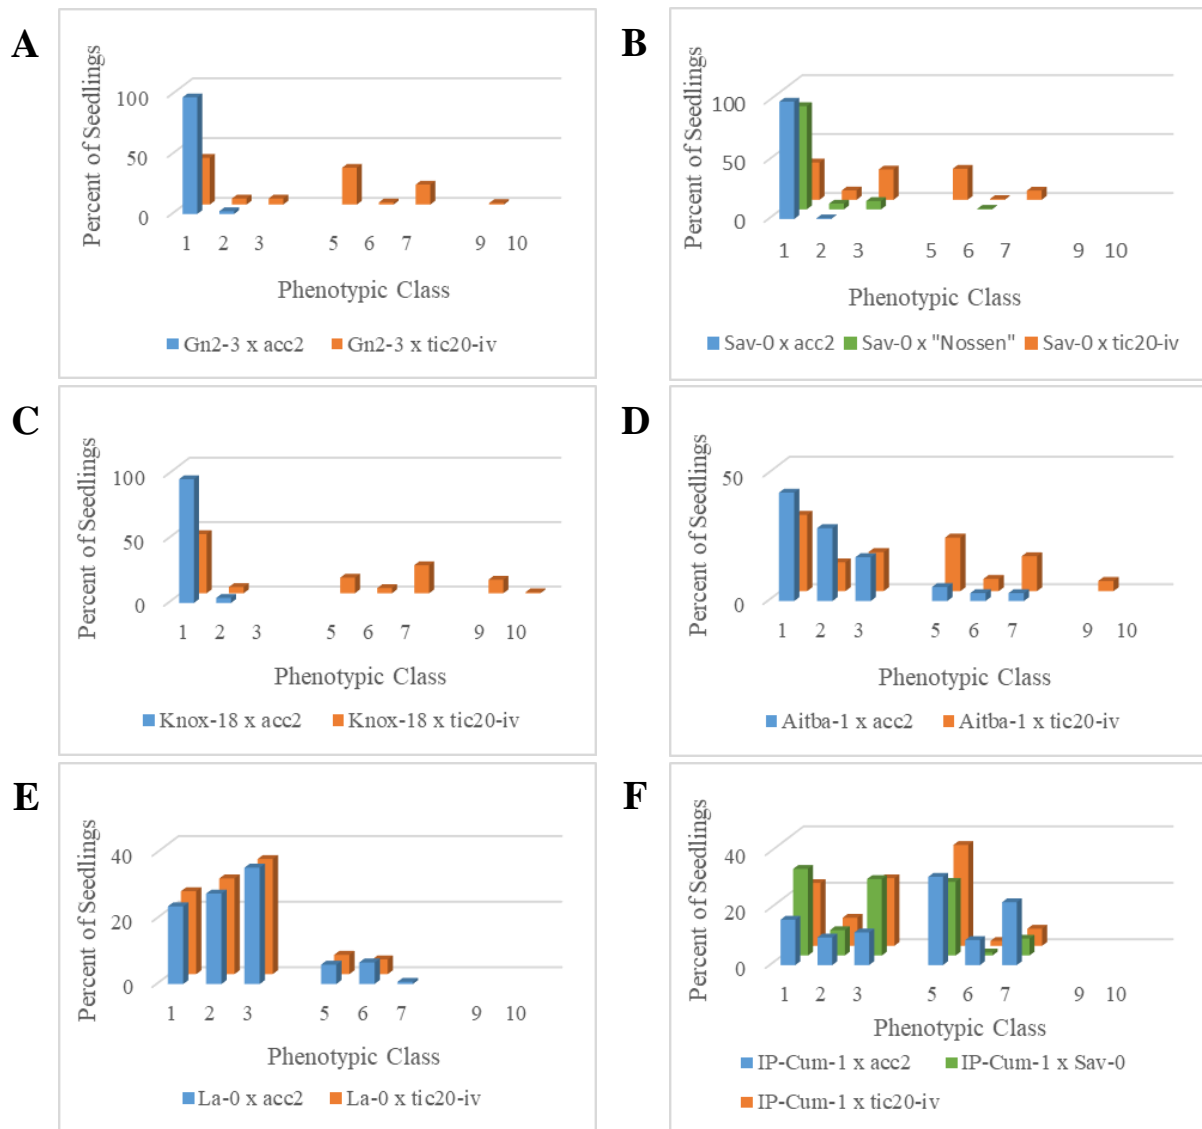 A
Percent of Seedlings
100
50
0
1 2 3 5 6 7 9 10
Phenotypic Class
Gn2-3 x acc2 Gn2-3 x tic20-iv
B
Percent of Seedlings
100
50
0
1 2 3 5 6 7 9 10
Phenotypic Class
Sav-0 x acc2 Sav-0 x "Nossen" Sav-0 x tic20-iv
C
Percent of Seedlings
100
50
0
1 2 3 5 6 7 9 10
Phenotypic Class
Knox-18 x acc2 Knox-18 x tic20-iv
D
Percent of Seedlings
50
0
1 2 3 5 6 7 9 10
Phenotypic Class
Aitba-1 x acc2 Aitba-1 x tic20-iv
E
Percent of Seedlings
40
20
0
1 2 3 5 6 7 9 10
Phenotypic Class
La-0 x acc2 La-0 x tic20-iv
F
Percent of Seedlings
40
20
0
1 2 3 5 6 7 9 10
Phenotypic Class
IP-Cum-1 x acc2 IP-Cum-1 x Sav-0
IP-Cum-1 x tic20-iv